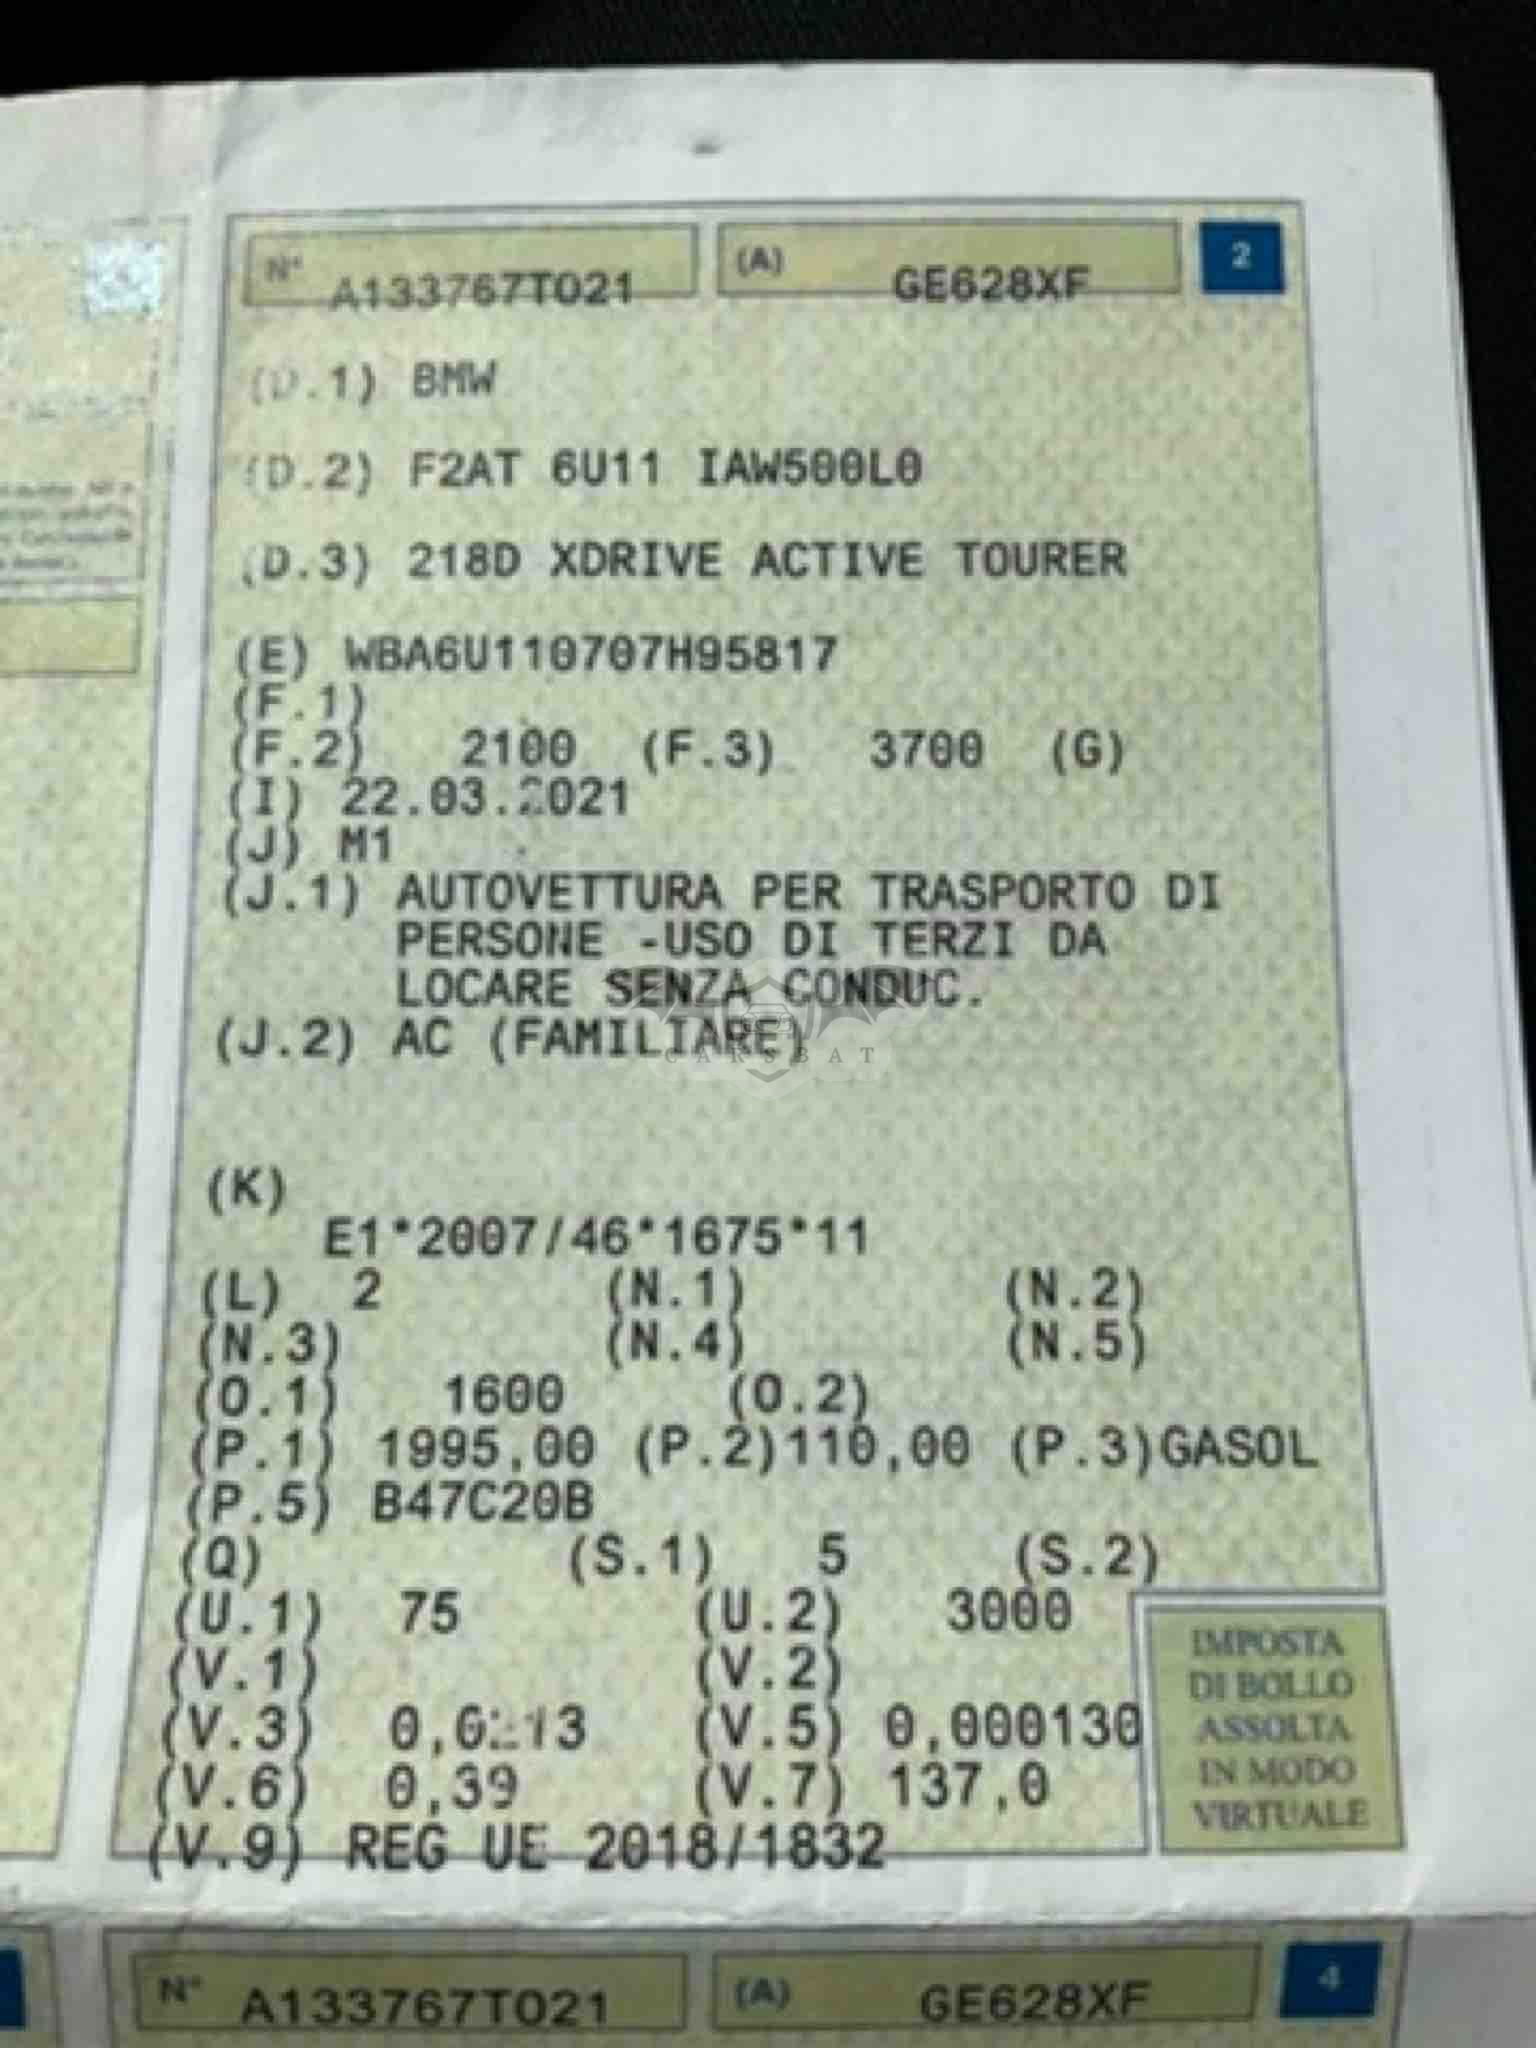 N° A133767TO21 (A) GE628XF 2
(D.1) BMW
(D.2) F2AT 6U11 IAW500L0
(D.3) 218D XDRIVE ACTIVE TOURER
(E) WBA6U110707H95817
(F.1)
(F.2) 2100 (F.3) 3700 (G)
(I) 22.03.2021
(J) M1
(J.1) AUTOVETTURA PER TRASPORTO DI
PERSONE -USO DI TERZI DA
LOCARE SENZA CONDUC.
(J.2) AC (FAMILIARE)
CARSBAT
(K)
E1*2007/46*1675*11
(L) 2 (N.1) (N.2)
(N.3) (N.4) (N.5)
(O.1) 1600 (O.2)
(P.1) 1995,00 (P.2)110,00 (P.3)GASOL
(P.5) B47C20B
(Q) (S.1) 5 (S.2)
(U.1) 75 (U.2) 3000
(V.1) (V.2)
(V.3) (V.5) 0,000130
(V.6) 0,39 (V.7) 137,0
(V.9) REG UE 2018/1832
IMPOSTA
DI BOLLO
ASSOLTA
IN MODO
VIRTUALE
N° A133767TO21 (A) GE628XF 4